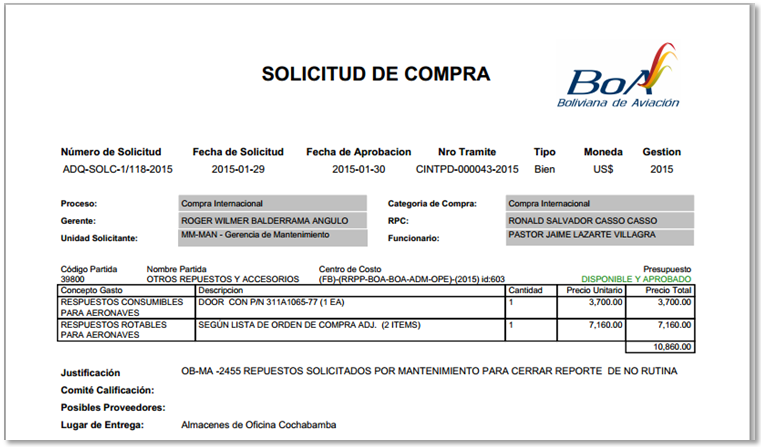 SOLICITUD DE COMPRA
BoA
Boliviana de Aviación
Número de Solicitud Fecha de Solicitud Fecha de Aprobacion Nro Tramite Tipo Moneda Gestion
ADQ-SOLC-1/118-2015 2015-01-29 2015-01-30 CINTPD-000043-2015 Bien US$ 2015
Proceso: Compra Internacional Categoria de Compra: Compra Internacional
Gerente: ROGER WILMER BALDERRAMA ANGULO RPC: RONALD SALVADOR CASSO CASSO
Unidad Solicitante: MM-MAN - Gerencia de Mantenimiento Funcionario: PASTOR JAIME LAZARTE VILLAGRA
Código Partida Nombre Partida Centro de Costo Presupuesto
39800 OTROS REPUESTOS Y ACCESORIOS (FB)-(RRPP-BOA-BOA-ADM-OPE)-(2015) id:603 DISPONIBLE Y APROBADO
Concepto Gasto Descripcion Cantidad Precio Unitario Precio Total
RESPUESTOS CONSUMIBLES DOOR CON P/N 311A1065-77 (1 EA) 1 3,700.00 3,700.00
PARA AERONAVES
RESPUESTOS ROTABLES SEGÚN LISTA DE ORDEN DE COMPRA ADJ. (2 ITEMS) 1 7,160.00 7,160.00
PARA AERONAVES
10,860.00
Justificación OB-MA -2455 REPUESTOS SOLICITADOS POR MANTENIMIENTO PARA CERRAR REPORTE DE NO RUTINA
Comité Calificación:
Posibles Proveedores:
Lugar de Entrega: Almacenes de Oficina Cochabamba